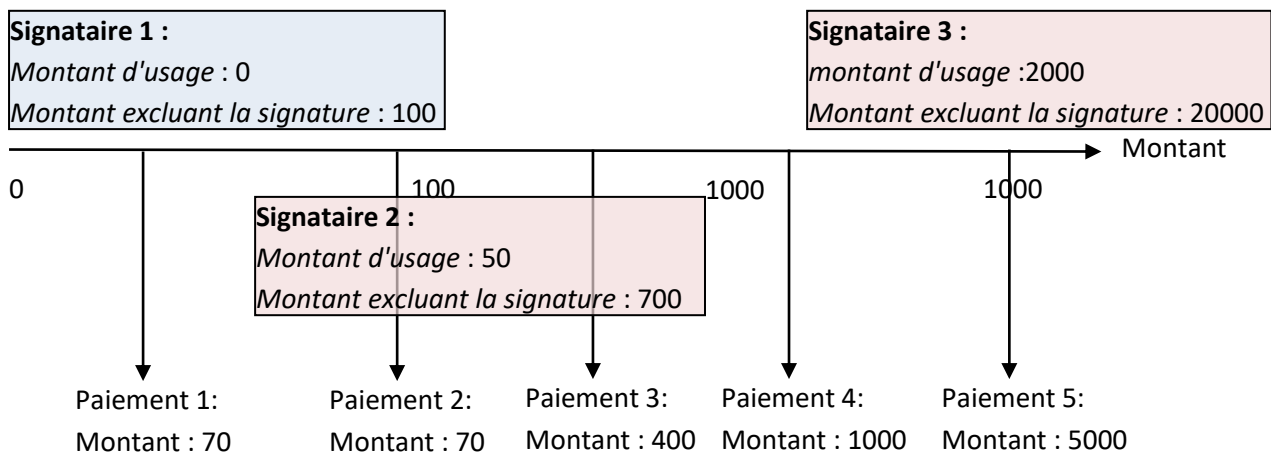 Signataire 1 :
Montant d'usage : 0
Montant excluant la signature : 100
Signataire 3 :
montant d'usage :2000
Montant excluant la signature : 20000
Montant
0
100
1000
1000
Signataire 2 :
Montant d'usage : 50
Montant excluant la signature : 700
Paiement 1:
Montant : 70
Paiement 2:
Montant : 70
Paiement 3:
Montant : 400
Paiement 4:
Montant : 1000
Paiement 5:
Montant : 5000